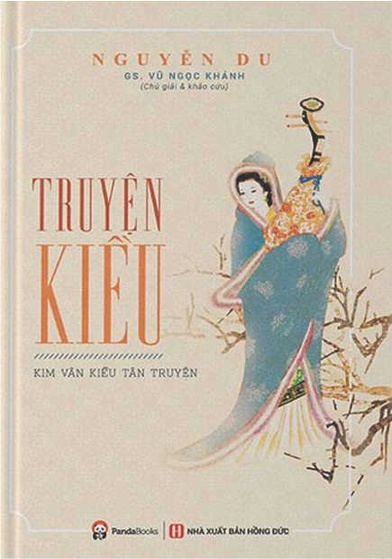 NGUYỄN DU
GS. VŨ NGỌC KHÁNH
(Chú giải & khảo cứu)
TRUYỆN
KIỀU
KIM VÂN KIỀU TÂN TRUYỆN
PandaBooks
NHÀ XUẤT BẢN HỒNG ĐỨC